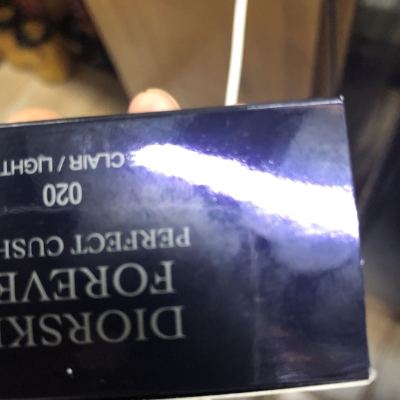 DIORSKI
FOREVE
PERFECT CUSH
020
CLAIR / LIGHT